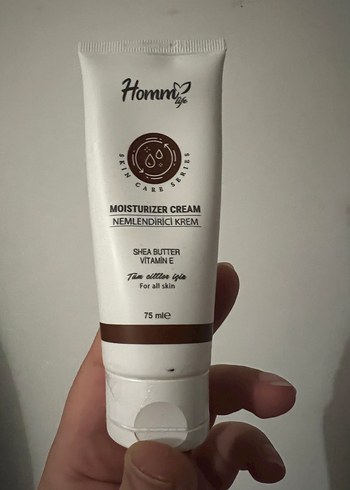 Hommy
life
SKIN CARE SERIES
MOISTURIZER CREAM
NEMLENDİRİCİ KREM
SHEA BUTTER
VİTAMİN E
Tüm ciltler için
For all skin
75 ml℮